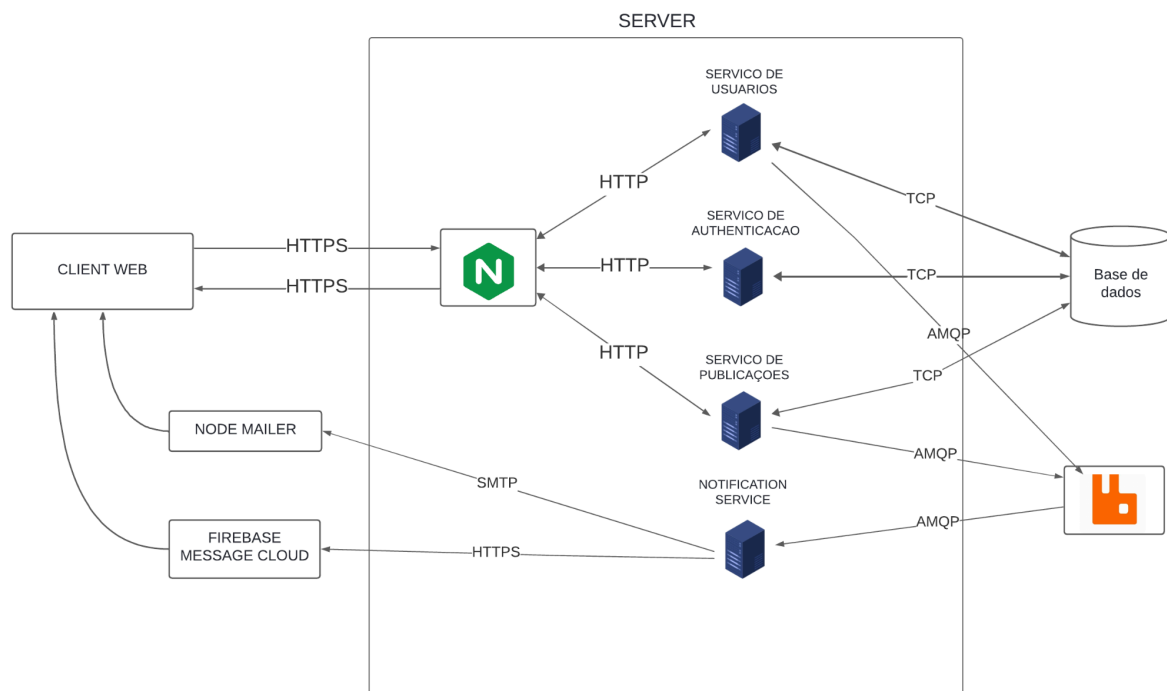 SERVER
SERVICO DE
USUARIOS
HTTP
TCP
SERVICO DE
AUTHENTICACAO
HTTPS
CLIENT WEB
HTTPS
N
HTTP
TCP
Base de
dados
AMQP
HTTP
SERVICO DE
PUBLICAÇOES
TCP
NODE MAILER
AMQP
SMTP
NOTIFICATION
SERVICE
AMQP
FIREBASE
MESSAGE CLOUD
HTTPS